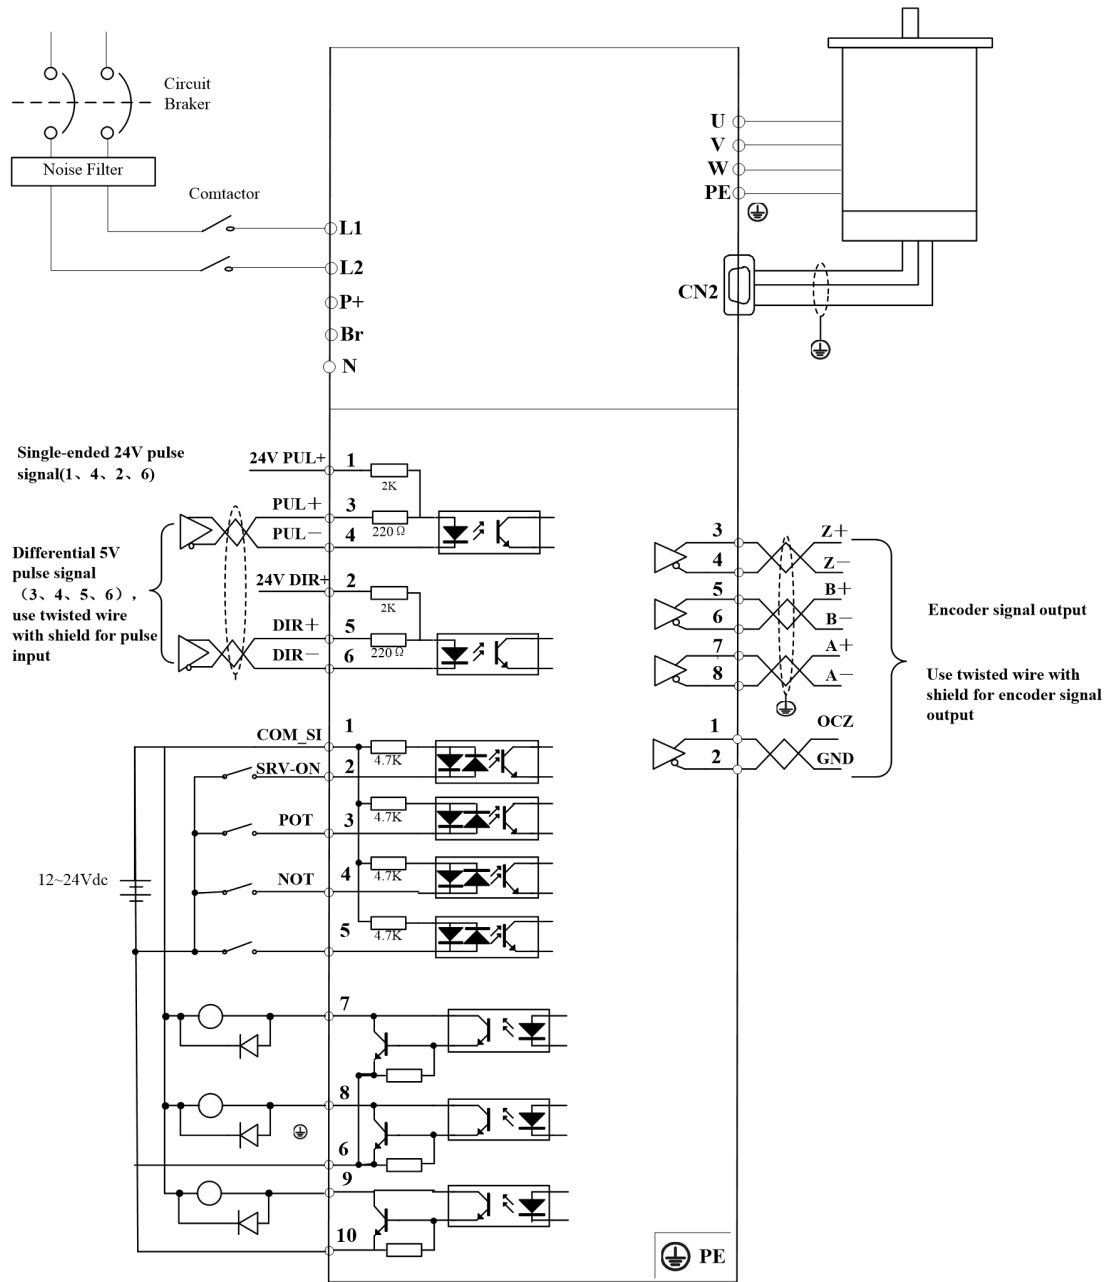 Circuit
Braker
Noise Filter
Comtactor
L1
L2
P+
Br
N
U
V
W
PE
CN2
Single-ended 24V pulse
signal(1、4、2、6)
24V PUL+
1
2K
PUL+
3
220Ω
PUL-
4
Differential 5V
pulse signal
（3、4、5、6），
use twisted wire
with shield for pulse
input
24V DIR+
2
2K
DIR+
5
220Ω
DIR-
6
3
Z+
4
Z-
5
B+
6
B-
7
A+
8
A-
1
OCZ
2
GND
Encoder signal output
Use twisted wire with
shield for encoder signal
output
COM_SI
1
4.7K
SRV-ON
2
POT
3
4.7K
12~24Vdc
NOT
4
4.7K
5
4.7K
7
8
6
9
10
PE